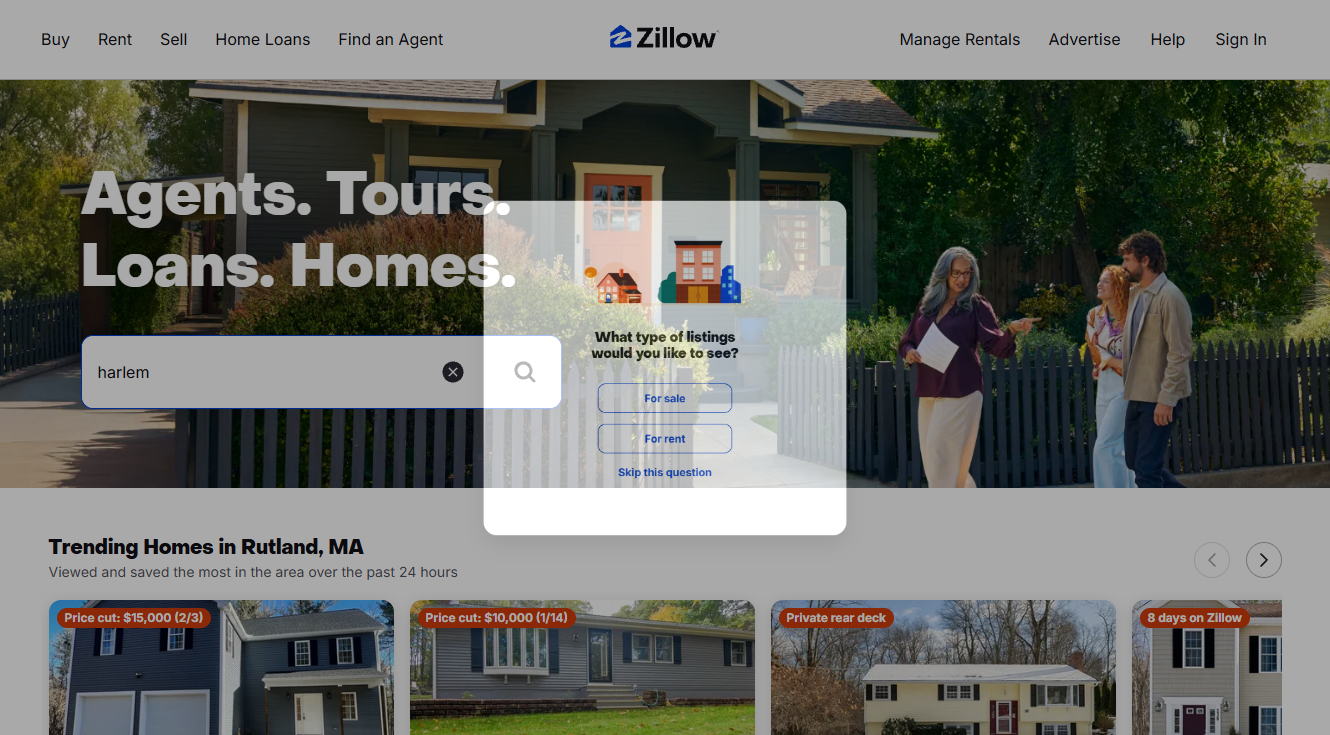 Buy Rent Sell Home Loans Find an Agent Zillow Manage Rentals Advertise Help Sign In
Agents. Tours.
Loans. Homes.
harlem
What type of listings
would you like to see?
For sale
For rent
Skip this question
Trending Homes in Rutland, MA
Viewed and saved the most in the area over the past 24 hours
Price cut: $15,000 (2/3)
Price cut: $10,000 (1/14)
Private rear deck
8 days on Zillow